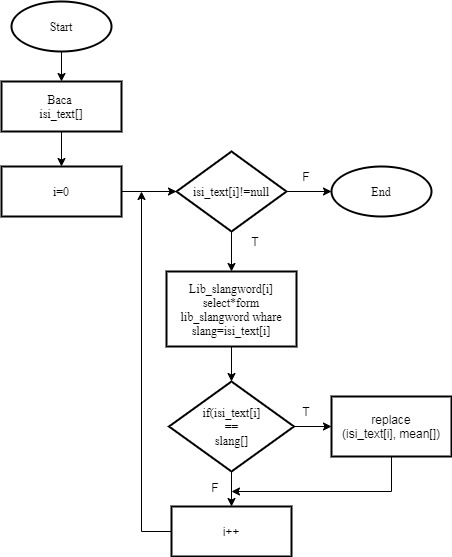 Start
Baca
isi_text[]
i=0
isi_text[i]!=null
F
End
T
Lib_slangword[i]
select*form
lib_slangword whare
slang=isi_text[i]
if(isi_text[i]
==
slang[]
T
replace
(isi_text[i], mean[])
F
i++